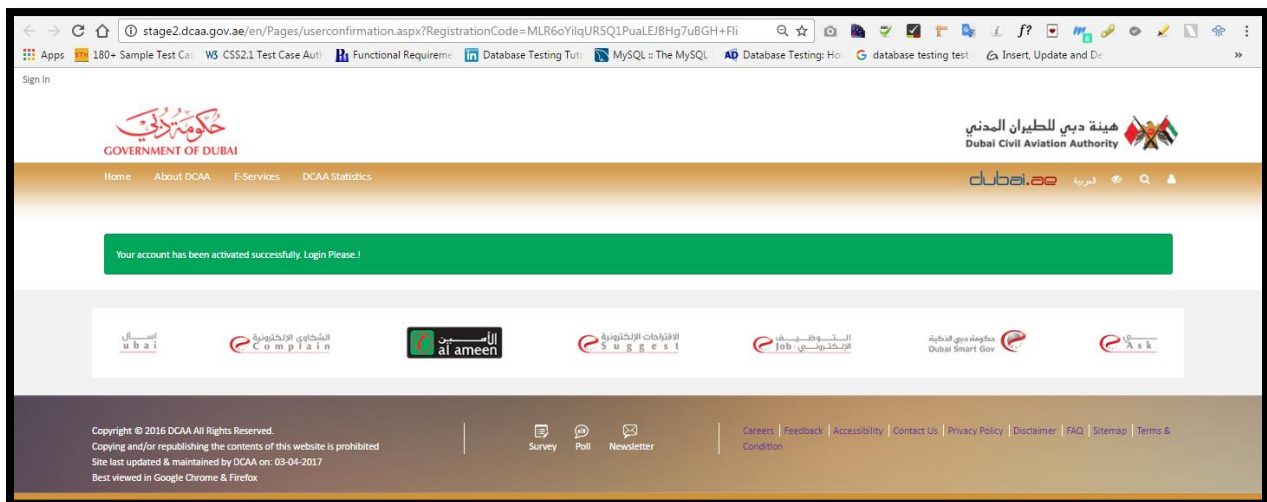 stage2.dcaa.gov.ae/en/Pages/userconfirmation.aspx?RegistrationCode=MLR6oYilqUR5Q1PuaLEJBHg7uBGH+Fli
Apps 180+ Sample Test Ca CSS2.1 Test Case Auth Functional Requireme Database Testing Tuto MySQL :: The MySQL Database Testing: Ho database testing test Insert, Update and De »
Sign In
حكومة دبي
GOVERNMENT OF DUBAI
هيئة دبي للطيران المدني
Dubai Civil Aviation Authority
Home About DCAA E-Services DCAA Statistics dubai.ae العربية
Your account has been activated successfully. Login Please.!
اســـأل
ubai
الشكاوى الإلكترونية
Complain
الأمـــين
al ameen
الاقتراحات الإلكترونية
Suggest
التـــوظيـــف
الإلكتروني Job
حكومة دبي الذكية
Dubai Smart Gov
Ask
Copyright © 2016 DCAA All Rights Reserved.
Copying and/or republishing the contents of this website is prohibited
Site last updated & maintained by DCAA on: 03-04-2017
Best viewed in Google Chrome & Firefox
Survey Poll Newsletter
Careers | Feedback | Accessibility | Contact Us | Privacy Policy | Disclaimer | FAQ | Sitemap | Terms &
Condition